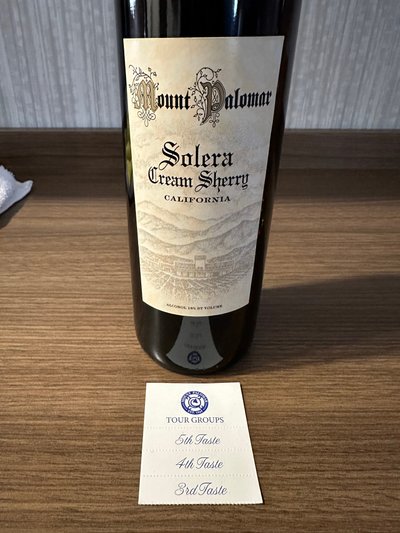 Mount Palomar
Solera
Cream Sherry
CALIFORNIA
ALCOHOL 18% BY VOLUME
TOUR GROUPS
5th Taste
4th Taste
3rd Taste